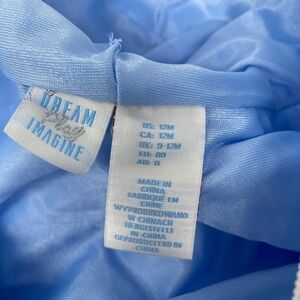 DREAM
Play
IMAGINE
US: 12M
CA: 12M
UK: 9-12M
EU: 80
AU: 0
MADE IN
CHINA
FABRIQUÉ EN
CHINE
WYPRODUKOWANO
W CHINACH
HERGESTELLT
IN CHINA
GEPRODUCEERD IN
CHINA